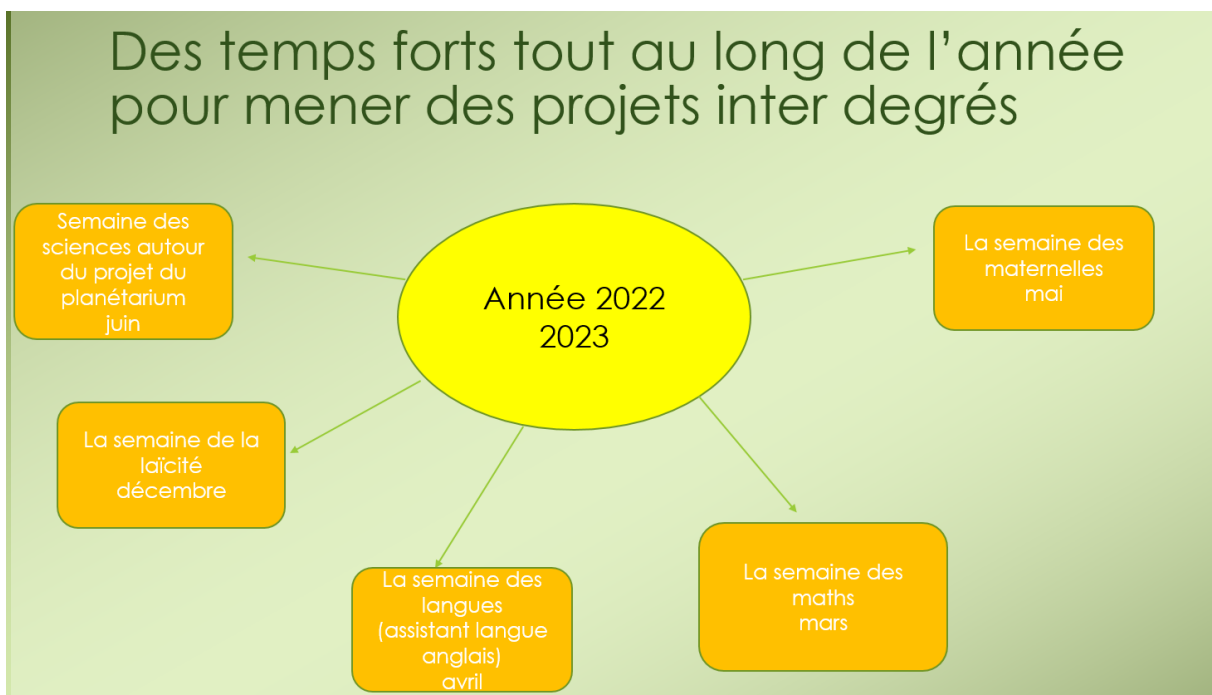 Des temps forts tout au long de l’année
pour mener des projets inter degrés
Semaine des
sciences autour
du projet du
planétarium
juin
Année 2022
2023
La semaine des
maternelles
mai
La semaine de la
laïcité
décembre
La semaine des
langues
(assistant langue
anglais)
avril
La semaine des
maths
mars